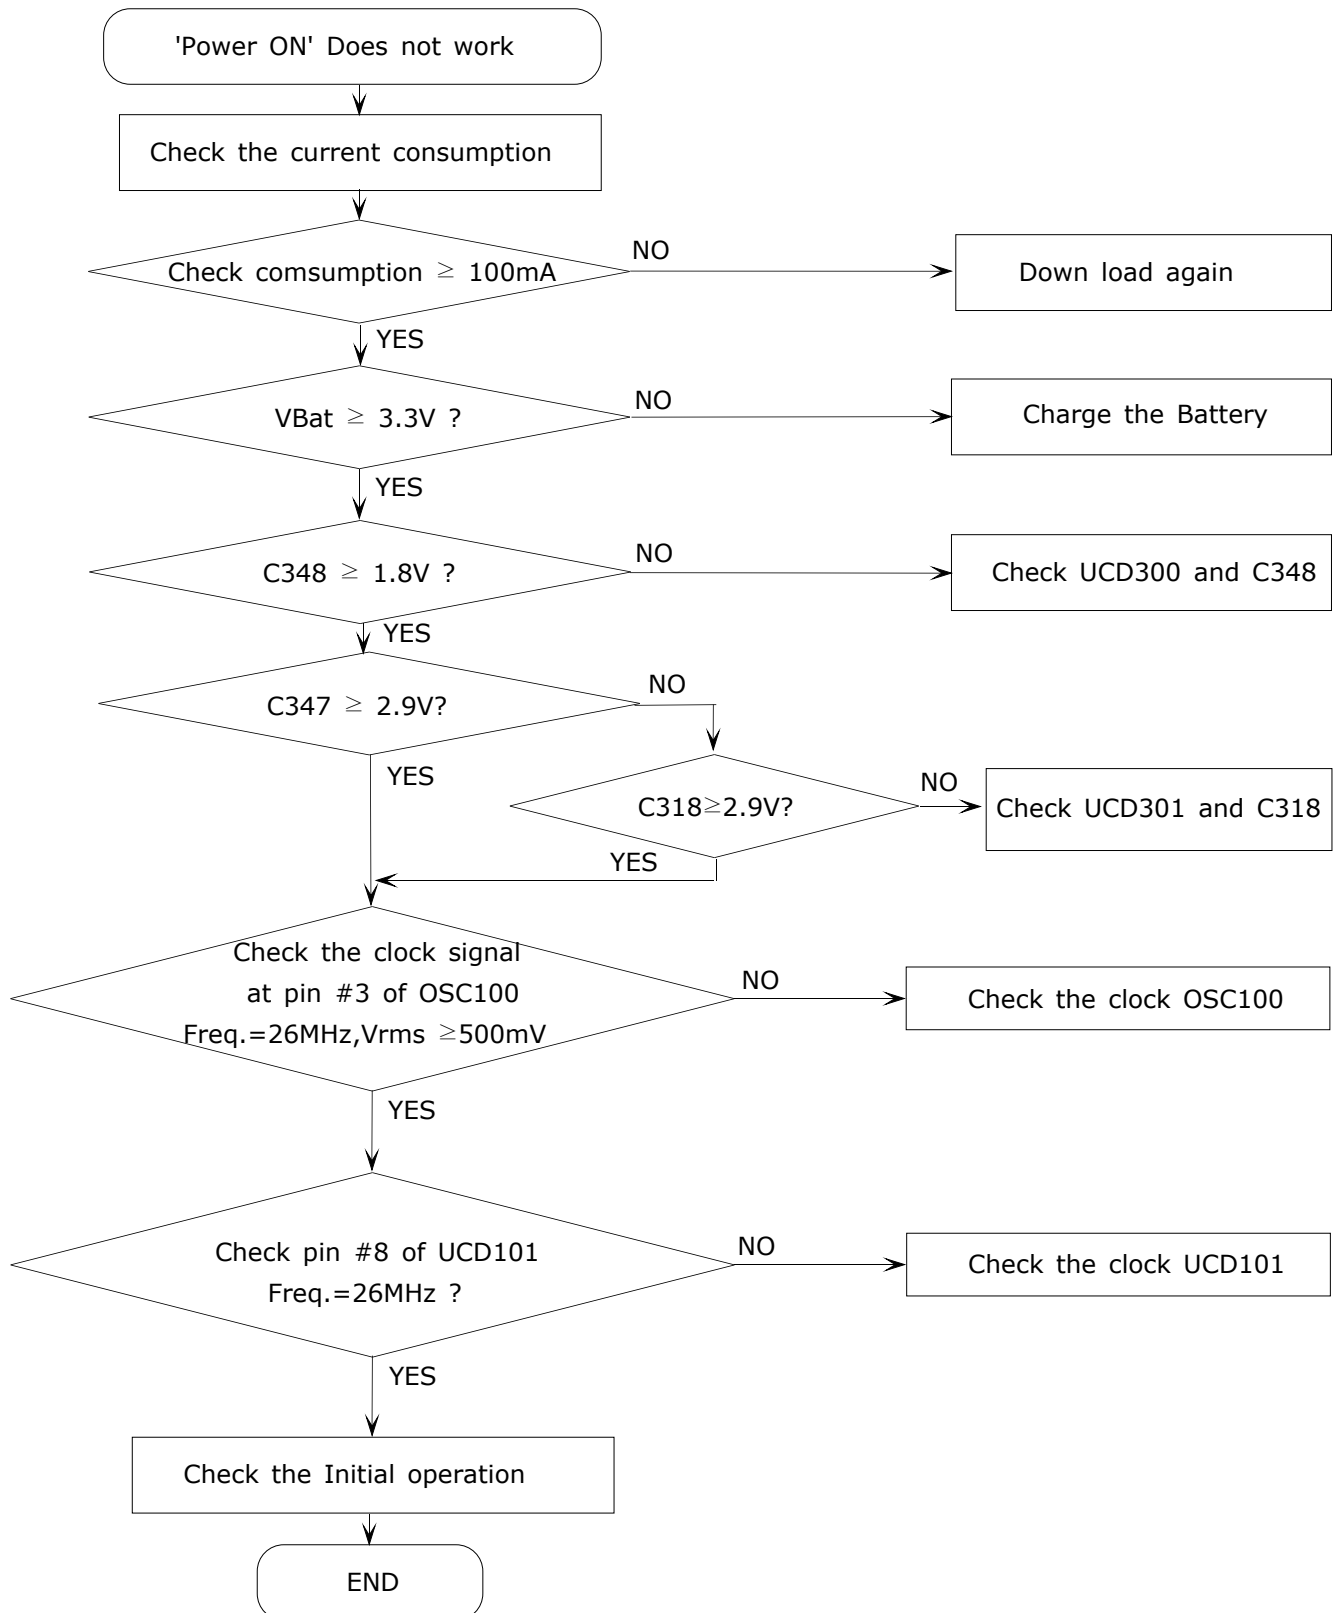 'Power ON' Does not work
Check the current consumption
Check comsumption ≥ 100mA
NO
Down load again
YES
VBat ≥ 3.3V ?
NO
Charge the Battery
YES
C348 ≥ 1.8V ?
NO
Check UCD300 and C348
YES
C347 ≥ 2.9V?
NO
YES
C318≥2.9V?
NO
Check UCD301 and C318
YES
Check the clock signal
at pin #3 of OSC100
Freq.=26MHz,Vrms ≥500mV
NO
Check the clock OSC100
YES
Check pin #8 of UCD101
Freq.=26MHz ?
NO
Check the clock UCD101
YES
Check the Initial operation
END